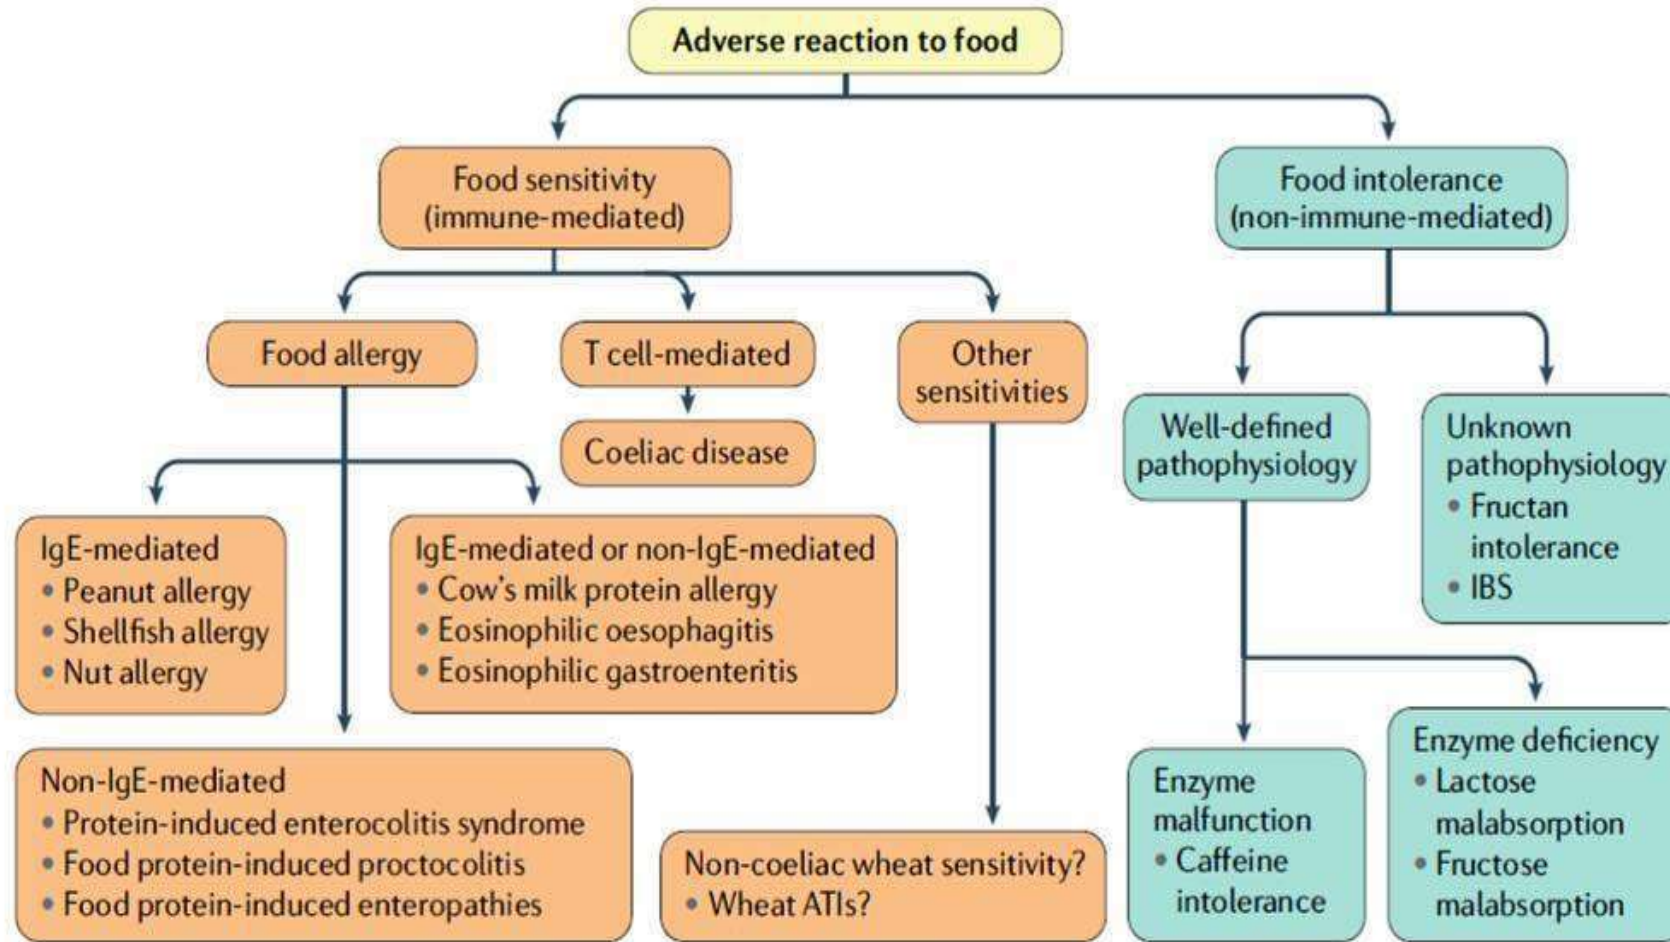 Adverse reaction to food
Food sensitivity
(immune-mediated)
Food intolerance
(non-immune-mediated)
Food allergy
T cell-mediated
Other
sensitivities
Coeliac disease
Well-defined
pathophysiology
Unknown
pathophysiology
• Fructan
intolerance
• IBS
IgE-mediated
• Peanut allergy
• Shellfish allergy
• Nut allergy
IgE-mediated or non-IgE-mediated
• Cow's milk protein allergy
• Eosinophilic oesophagitis
• Eosinophilic gastroenteritis
Non-IgE-mediated
• Protein-induced enterocolitis syndrome
• Food protein-induced proctocolitis
• Food protein-induced enteropathies
Non-coeliac wheat sensitivity?
• Wheat ATIs?
Enzyme
malfunction
• Caffeine
intolerance
Enzyme deficiency
• Lactose
malabsorption
• Fructose
malabsorption